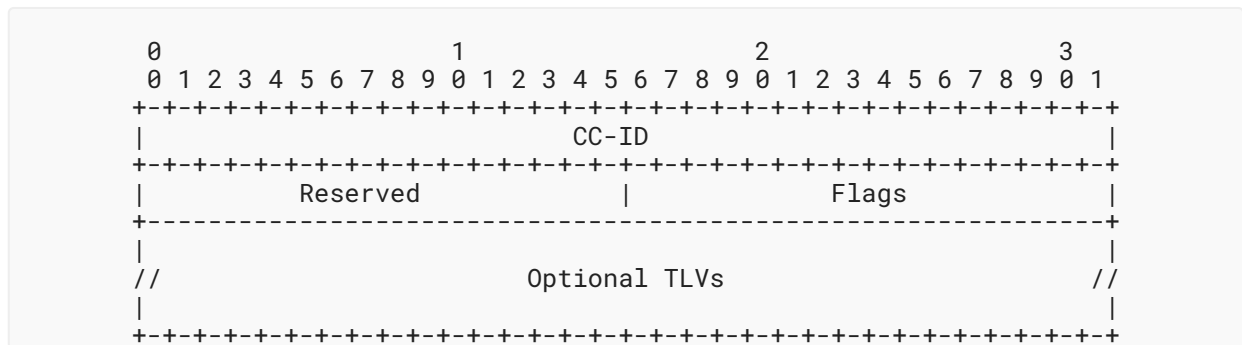 0                   1                   2                   3
 0 1 2 3 4 5 6 7 8 9 0 1 2 3 4 5 6 7 8 9 0 1 2 3 4 5 6 7 8 9 0 1
+-+-+-+-+-+-+-+-+-+-+-+-+-+-+-+-+-+-+-+-+-+-+-+-+-+-+-+-+-+-+-+-+
|                            CC-ID                              |
+-+-+-+-+-+-+-+-+-+-+-+-+-+-+-+-+-+-+-+-+-+-+-+-+-+-+-+-+-+-+-+-+
|          Reserved             |             Flags             |
+---------------------------------------------------------------+
|                                                               |
//                        Optional TLVs                        //
|                                                               |
+-+-+-+-+-+-+-+-+-+-+-+-+-+-+-+-+-+-+-+-+-+-+-+-+-+-+-+-+-+-+-+-+